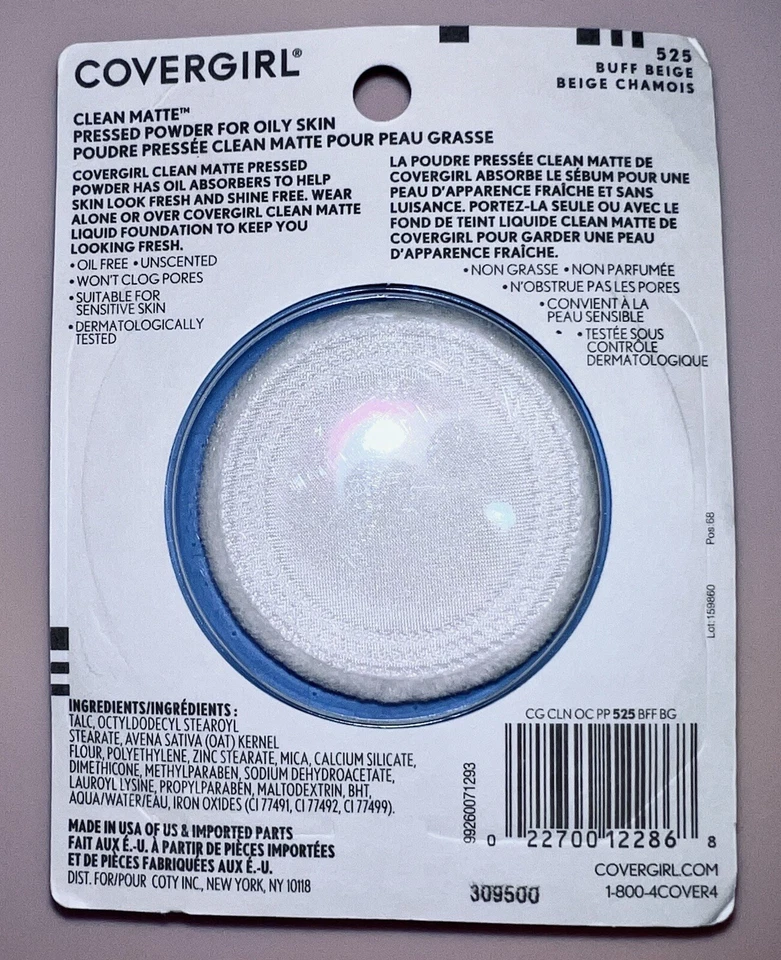 COVERGIRL®
525
BUFF BEIGE
BEIGE CHAMOIS
CLEAN MATTE™
PRESSED POWDER FOR OILY SKIN
POUDRE PRESSÉE CLEAN MATTE POUR PEAU GRASSE
COVERGIRL CLEAN MATTE PRESSED
POWDER HAS OIL ABSORBERS TO HELP
SKIN LOOK FRESH AND SHINE FREE. WEAR
ALONE OR OVER COVERGIRL CLEAN MATTE
LIQUID FOUNDATION TO KEEP YOU
LOOKING FRESH.
• OIL FREE • UNSCENTED
• WON'T CLOG PORES
• SUITABLE FOR
SENSITIVE SKIN
• DERMATOLOGICALLY
TESTED
LA POUDRE PRESSÉE CLEAN MATTE DE
COVERGIRL ABSORBE LE SÉBUM POUR UNE
PEAU D'APPARENCE FRAÎCHE ET SANS
LUISANCE. PORTEZ-LA SEULE OU AVEC LE
FOND DE TEINT LIQUIDE CLEAN MATTE DE
COVERGIRL POUR GARDER UNE PEAU
D'APPARENCE FRAÎCHE.
• NON GRASSE • NON PARFUMÉE
• N'OBSTRUE PAS LES PORES
• CONVIENT À LA
PEAU SENSIBLE
• TESTÉE SOUS
CONTRÔLE
DERMATOLOGIQUE
Pos:68
Lot:159860
INGREDIENTS/INGRÉDIENTS :
TALC, OCTYLDODECYL STEAROYL
STEARATE, AVENA SATIVA (OAT) KERNEL
FLOUR, POLYETHYLENE, ZINC STEARATE, MICA, CALCIUM SILICATE,
DIMETHICONE, METHYLPARABEN, SODIUM DEHYDROACETATE,
LAUROYL LYSINE, PROPYLPARABEN, MALTODEXTRIN, BHT,
AQUA/WATER/EAU, IRON OXIDES (CI 77491, CI 77492, CI 77499).
MADE IN USA OF US & IMPORTED PARTS
FAIT AUX É.-U. À PARTIR DE PIÈCES IMPORTÉES
ET DE PIÈCES FABRIQUÉES AUX É.-U.
DIST. FOR/POUR COTY INC., NEW YORK, NY 10118
CG CLN OC PP 525 BFF BG
99260071293
0 22700 12286 8
COVERGIRL.COM
1-800-4COVER4
309500